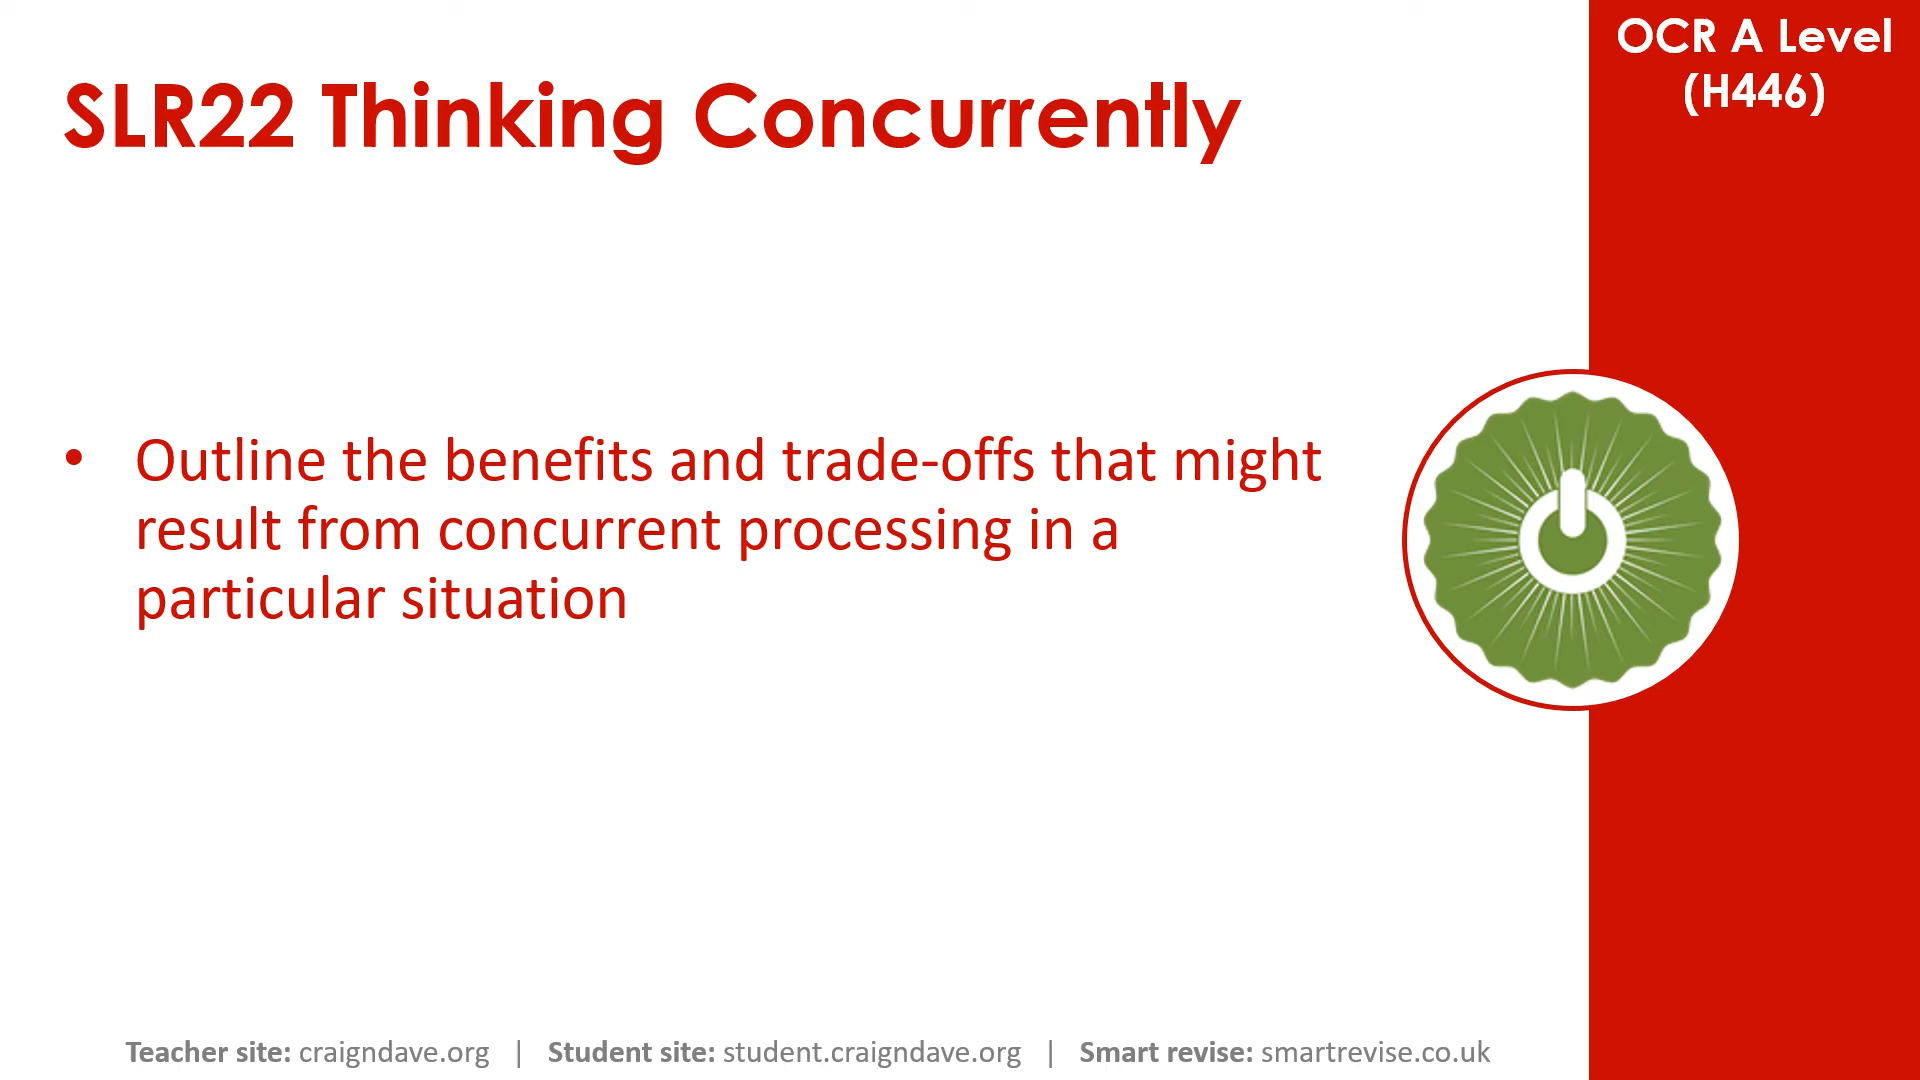 OCR A Level
(H446)
SLR22 Thinking Concurrently
• Outline the benefits and trade-offs that might
result from concurrent processing in a
particular situation
Teacher site: craigndave.org | Student site: student.craigndave.org | Smart revise: smartrevise.co.uk